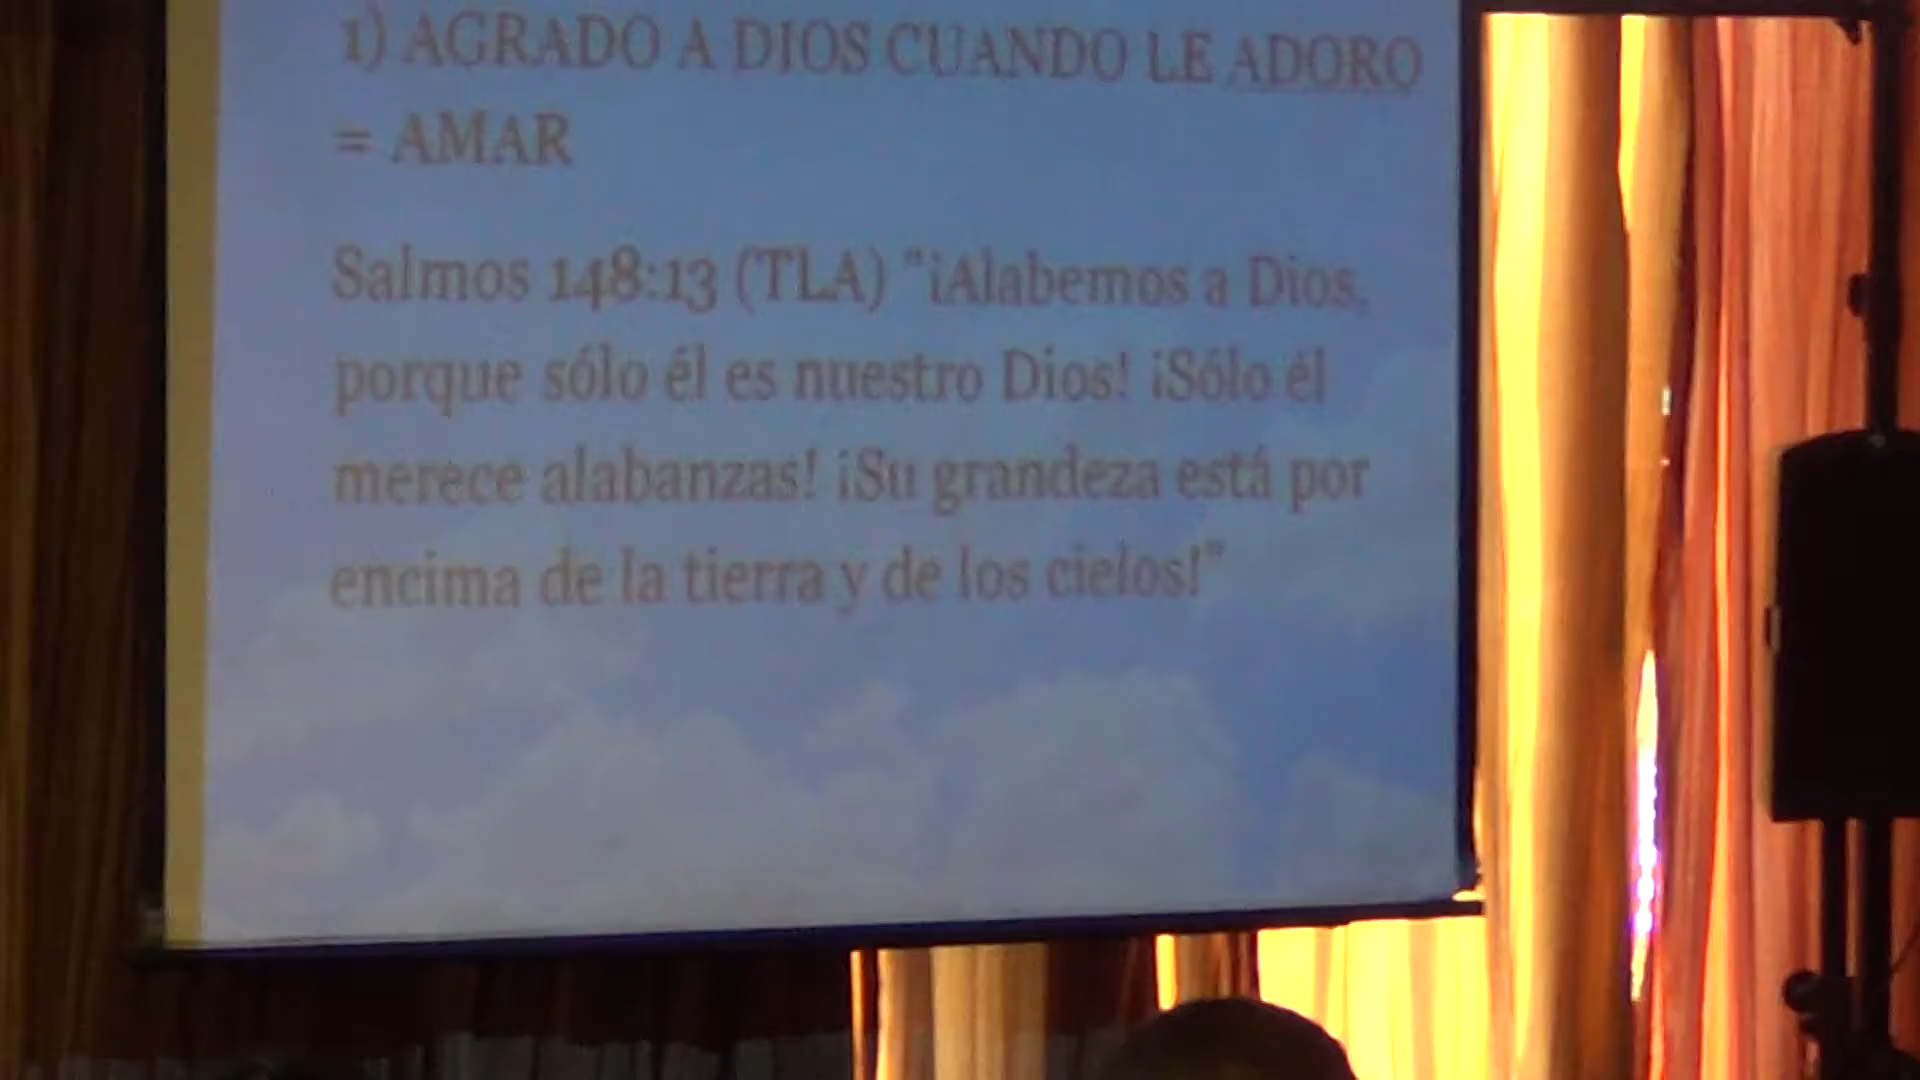 1) AGRADO A DIOS CUANDO LE ADORO
= AMAR
Salmos 148:13 (TLA) "¡Alabemos a Dios,
porque sólo él es nuestro Dios! ¡Sólo él
merece alabanzas! ¡Su grandeza está por
encima de la tierra y de los cielos!"